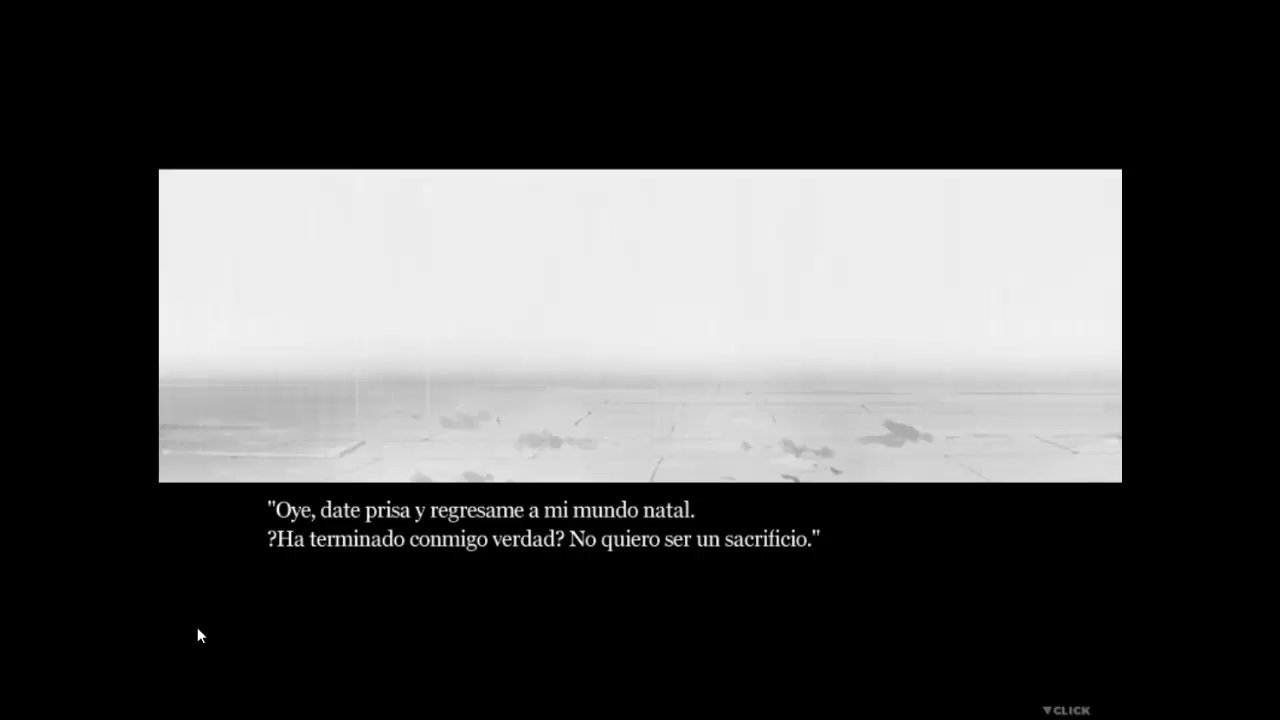 "Oye, date prisa y regresame a mi mundo natal.
?Ha terminado conmigo verdad? No quiero ser un sacrificio."
▼CLICK